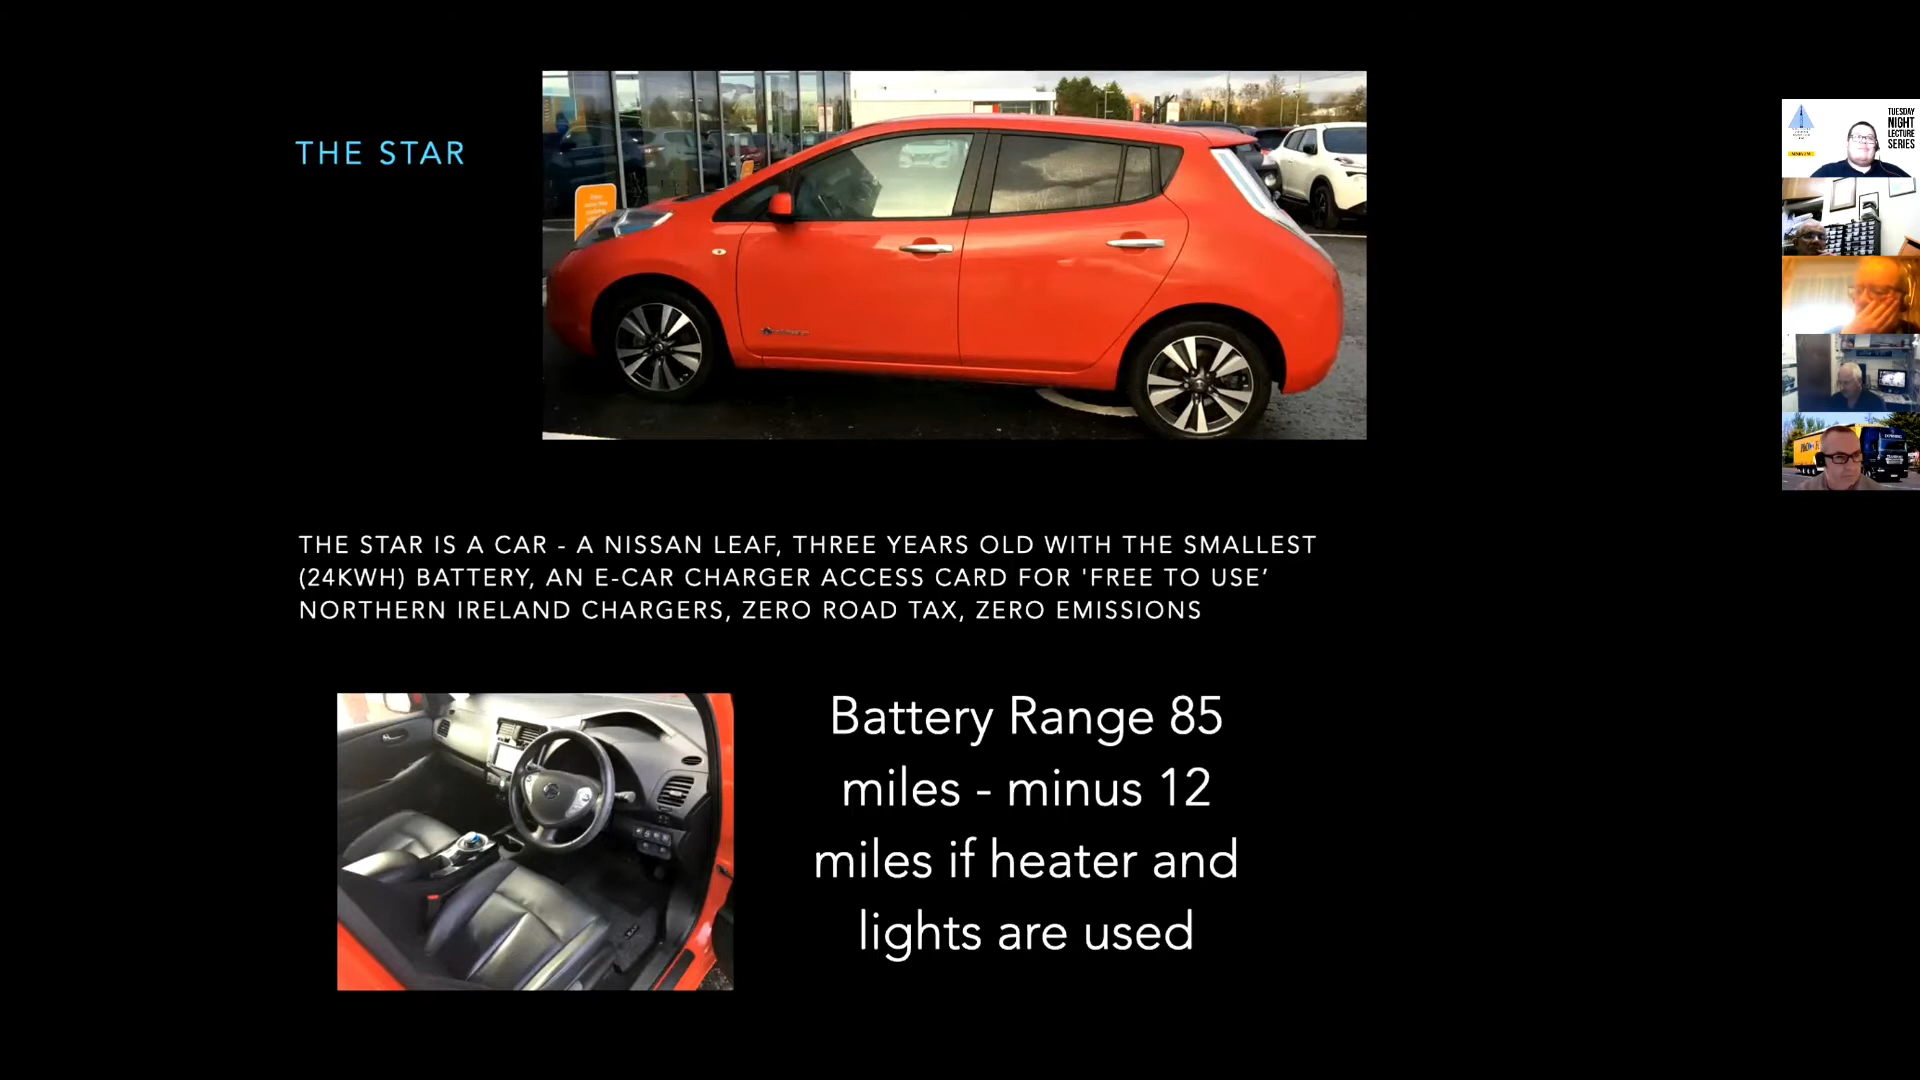 THE STAR
THE STAR IS A CAR - A NISSAN LEAF, THREE YEARS OLD WITH THE SMALLEST
(24KWH) BATTERY, AN E-CAR CHARGER ACCESS CARD FOR 'FREE TO USE’
NORTHERN IRELAND CHARGERS, ZERO ROAD TAX, ZERO EMISSIONS
Battery Range 85
miles - minus 12
miles if heater and
lights are used
TUESDAY
NIGHT
LECTURE
SERIES